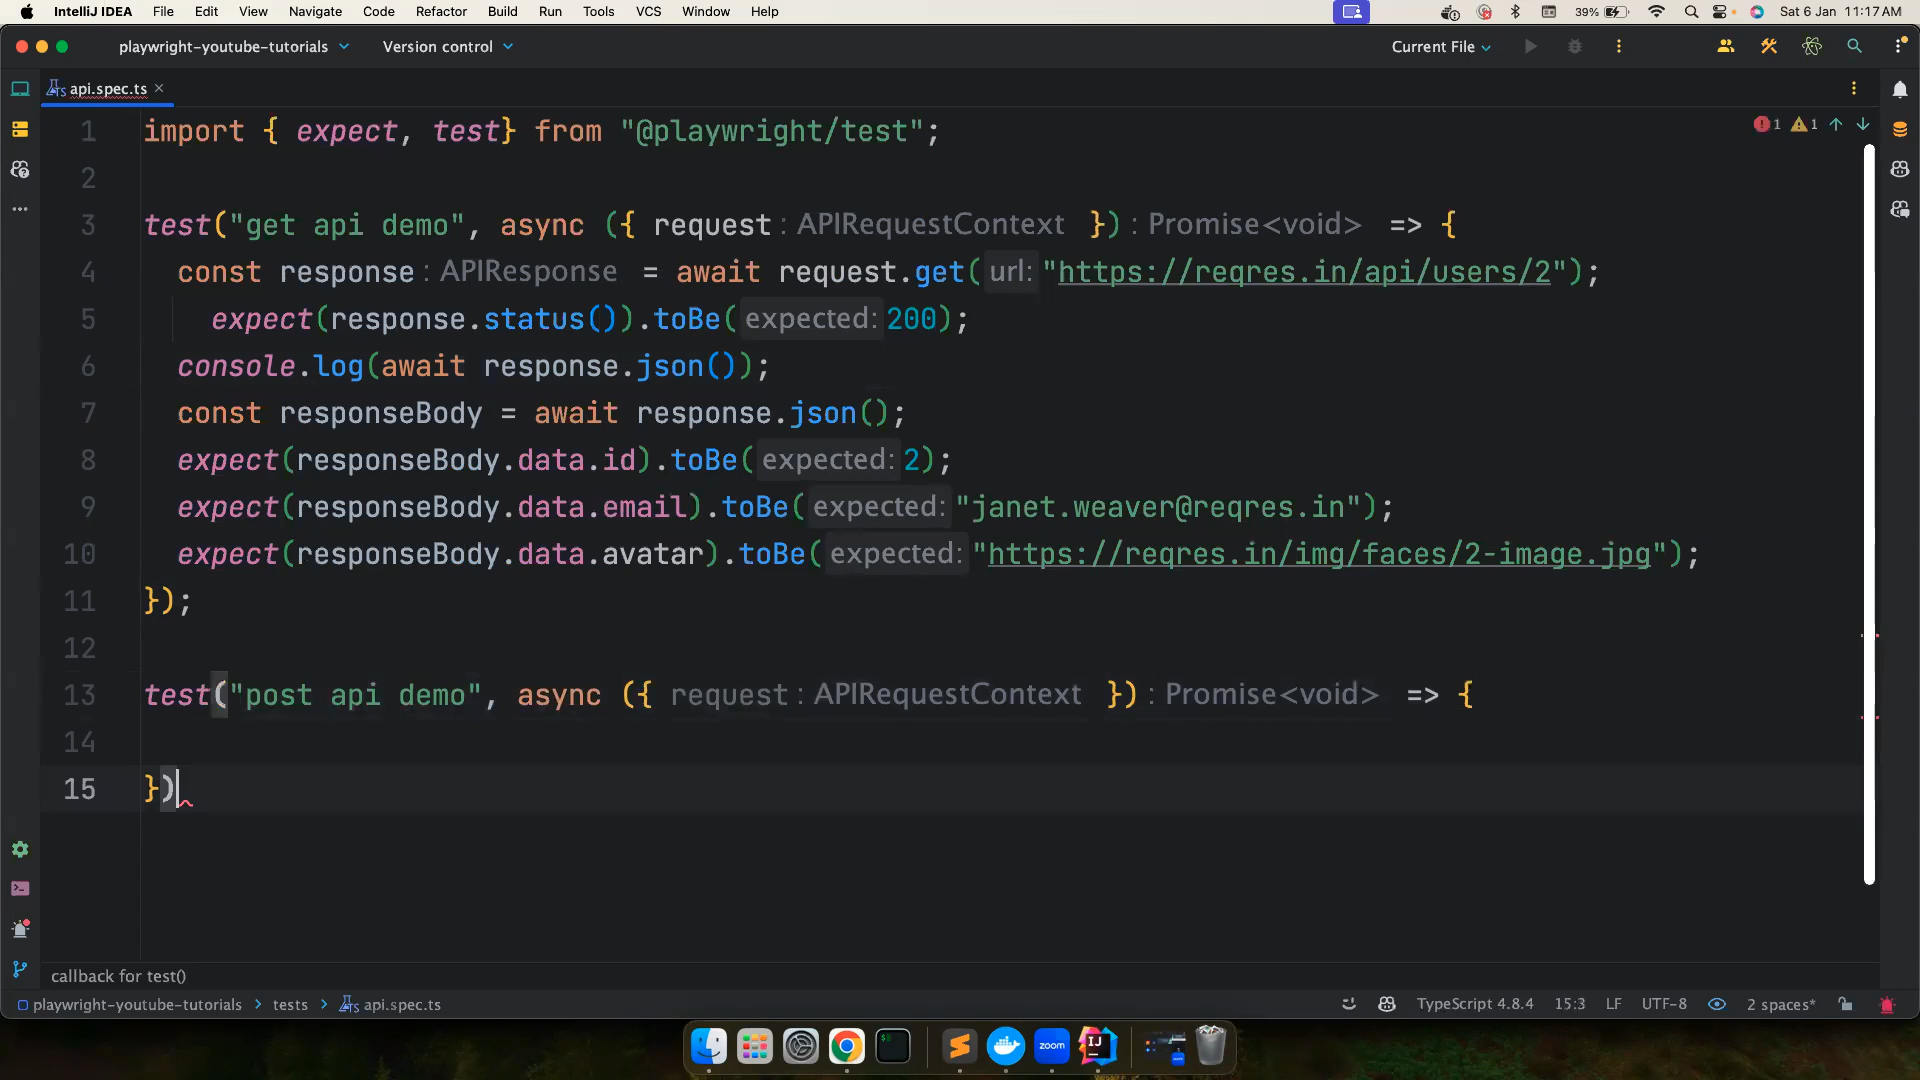 IntelliJ IDEA File Edit View Navigate Code Refactor Build Run Tools VCS Window Help 39% Sat 6 Jan 11:17 AM
playwright-youtube-tutorials Version control Current File
api.spec.ts
1 import { expect, test} from "@playwright/test";
2
3 test("get api demo", async ({ request: APIRequestContext }): Promise<void> => {
4 const response: APIResponse = await request.get( url: "https://reqres.in/api/users/2");
5 expect(response.status()).toBe( expected: 200);
6 console.log(await response.json());
7 const responseBody = await response.json();
8 expect(responseBody.data.id).toBe( expected: 2);
9 expect(responseBody.data.email).toBe( expected: "janet.weaver@reqres.in");
10 expect(responseBody.data.avatar).toBe( expected: "https://reqres.in/img/faces/2-image.jpg");
11 });
12
13 test("post api demo", async ({ request: APIRequestContext }): Promise<void> => {
14
15 })
1 1
callback for test()
playwright-youtube-tutorials > tests > api.spec.ts TypeScript 4.8.4 15:3 LF UTF-8 2 spaces*
zoom
IJ